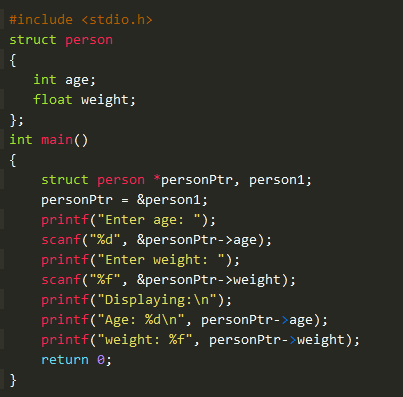 #include <stdio.h>
struct person
{
   int age;
   float weight;
};
int main()
{
    struct person *personPtr, person1;
    personPtr = &person1;
    printf("Enter age: ");
    scanf("%d", &personPtr->age);
    printf("Enter weight: ");
    scanf("%f", &personPtr->weight);
    printf("Displaying:\n");
    printf("Age: %d\n", personPtr->age);
    printf("weight: %f", personPtr->weight);
    return 0;
}